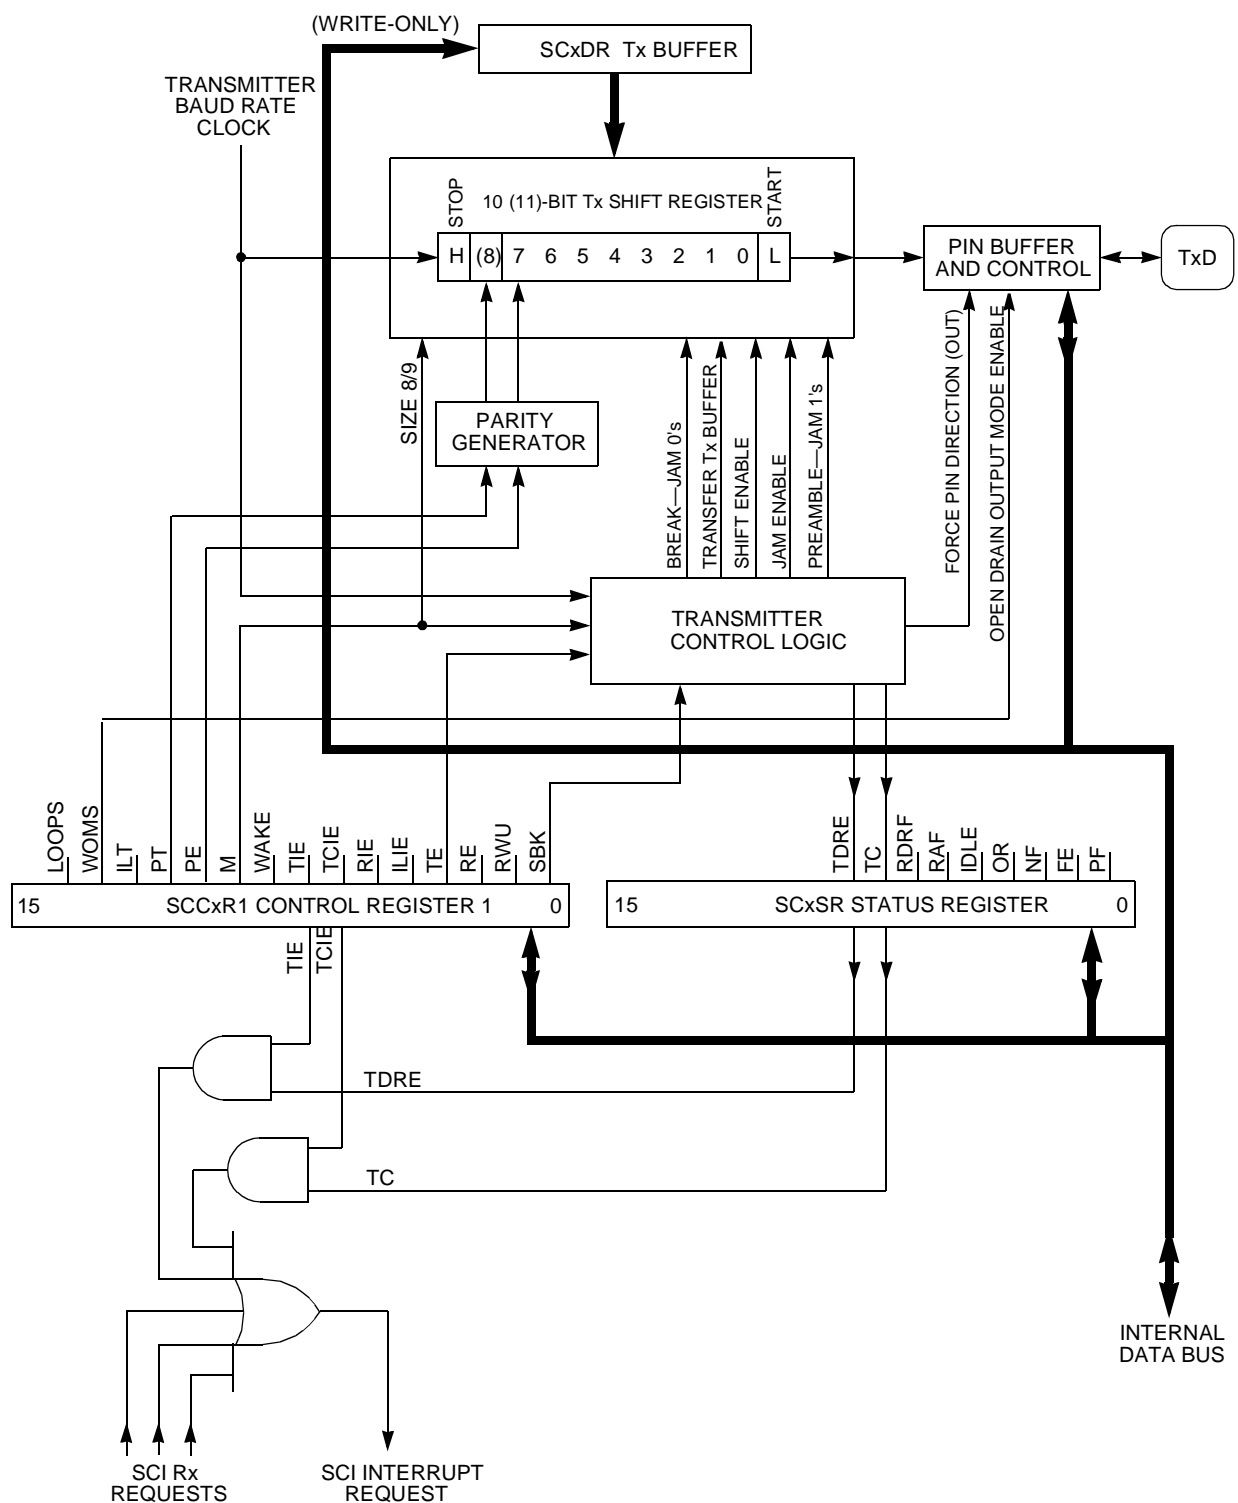 (WRITE-ONLY)
SCxDR Tx BUFFER
TRANSMITTER
BAUD RATE
CLOCK
STOP
10 (11)-BIT Tx SHIFT REGISTER
START
H (8) 7 6 5 4 3 2 1 0 L
PIN BUFFER
AND CONTROL
TxD
SIZE 8/9
PARITY
GENERATOR
BREAK—JAM 0's
TRANSFER Tx BUFFER
SHIFT ENABLE
JAM ENABLE
PREAMBLE—JAM 1's
FORCE PIN DIRECTION (OUT)
OPEN DRAIN OUTPUT MODE ENABLE
TRANSMITTER
CONTROL LOGIC
LOOPS
WOMS
ILT
PT
PE
M
WAKE
TIE
TCIE
RIE
ILIE
TE
RE
RWU
SBK
TDRE
TC
RDRF
RAF
IDLE
OR
NF
FE
PF
15 SCCxR1 CONTROL REGISTER 1 0
15 SCxSR STATUS REGISTER 0
TIE
TCIE
TDRE
TC
INTERNAL
DATA BUS
SCI Rx
REQUESTS
SCI INTERRUPT
REQUEST